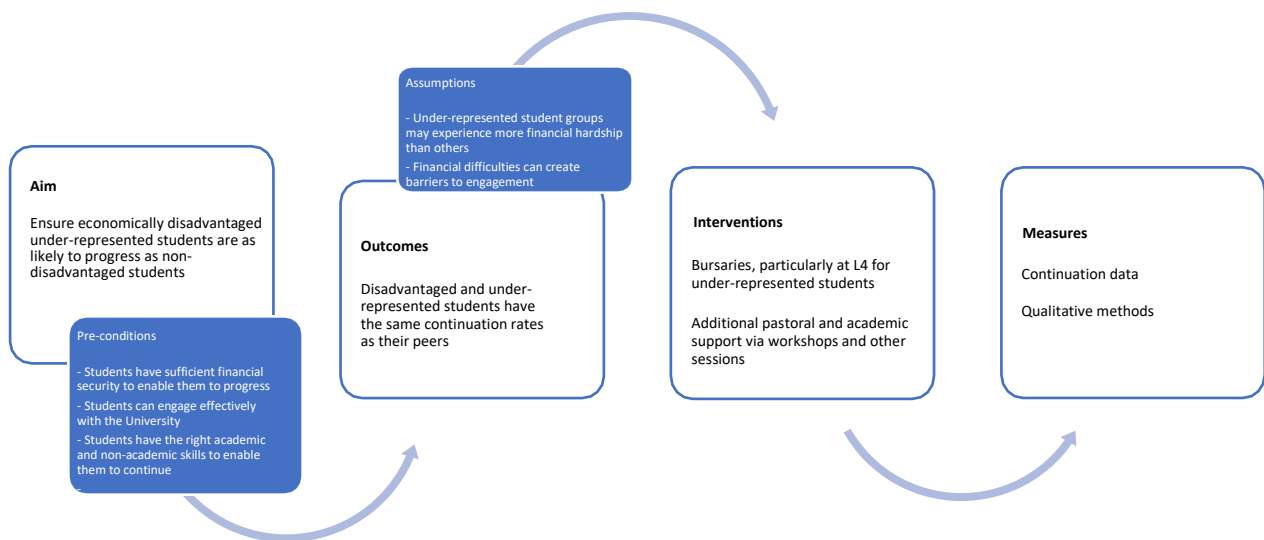 Aim
Ensure economically disadvantaged
under-represented students are as
likely to progress as non-
disadvantaged students
Pre-conditions
- Students have sufficient financial
security to enable them to progress
- Students can engage effectively
with the University
- Students have the right academic
and non-academic skills to enable
them to continue
-
Assumptions
- Under-represented student groups
may experience more financial hardship
than others
- Financial difficulties can create
barriers to engagement
Outcomes
Disadvantaged and under-
represented students have
the same continuation rates
as their peers
Interventions
Bursaries, particularly at L4 for
under-represented students
Additional pastoral and academic
support via workshops and other
sessions
Measures
Continuation data
Qualitative methods